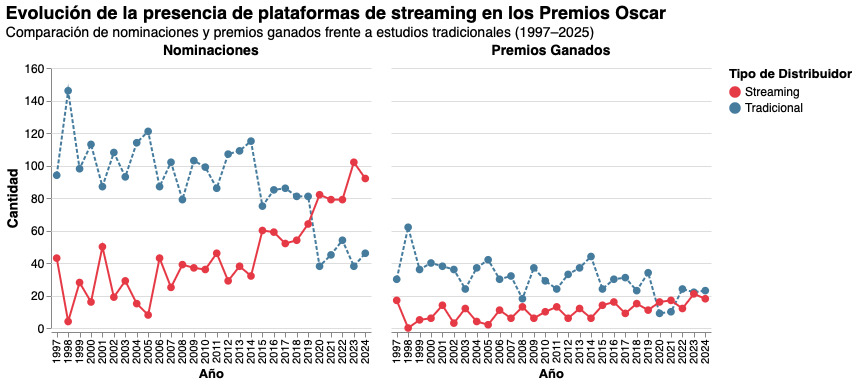 Evolución de la presencia de plataformas de streaming en los Premios Oscar
Comparación de nominaciones y premios ganados frente a estudios tradicionales (1997–2025)
Nominaciones
Premios Ganados
Tipo de Distribuidor
Streaming
Tradicional
Cantidad
160
140
120
100
80
60
40
20
0
1997 1998 1999 2000 2001 2002 2003 2004 2005 2006 2007 2008 2009 2010 2011 2012 2013 2014 2015 2016 2017 2018 2019 2020 2021 2022 2023 2024
1997 1998 1999 2000 2001 2002 2003 2004 2005 2006 2007 2008 2009 2010 2011 2012 2013 2014 2015 2016 2017 2018 2019 2020 2021 2022 2023 2024
Año
Año